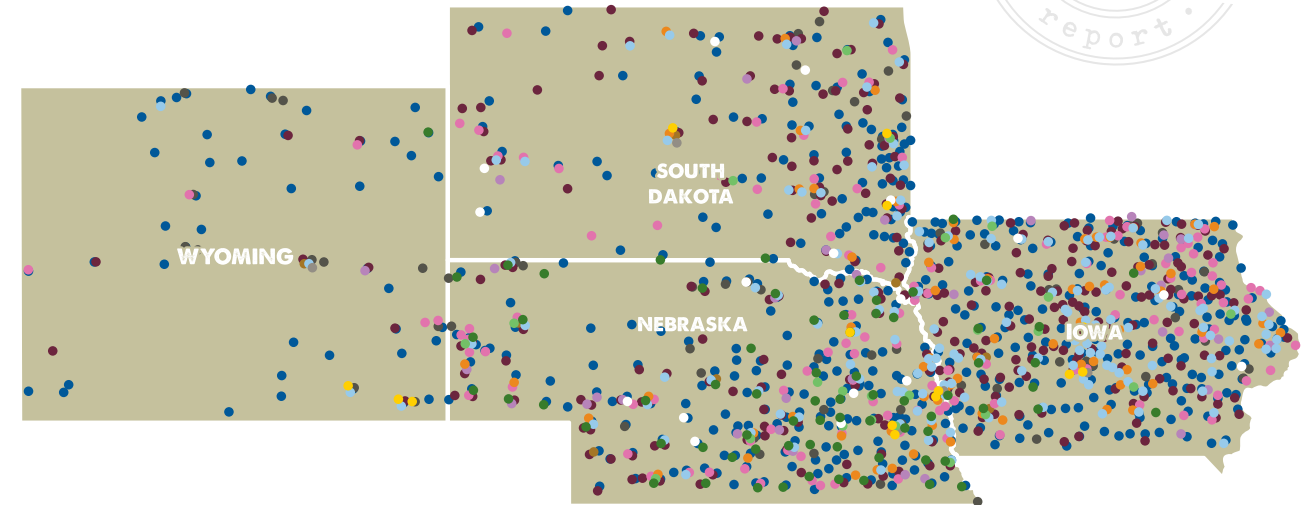 report.
SOUTH
DAKOTA
WYOMING
NEBRASKA
IOWA